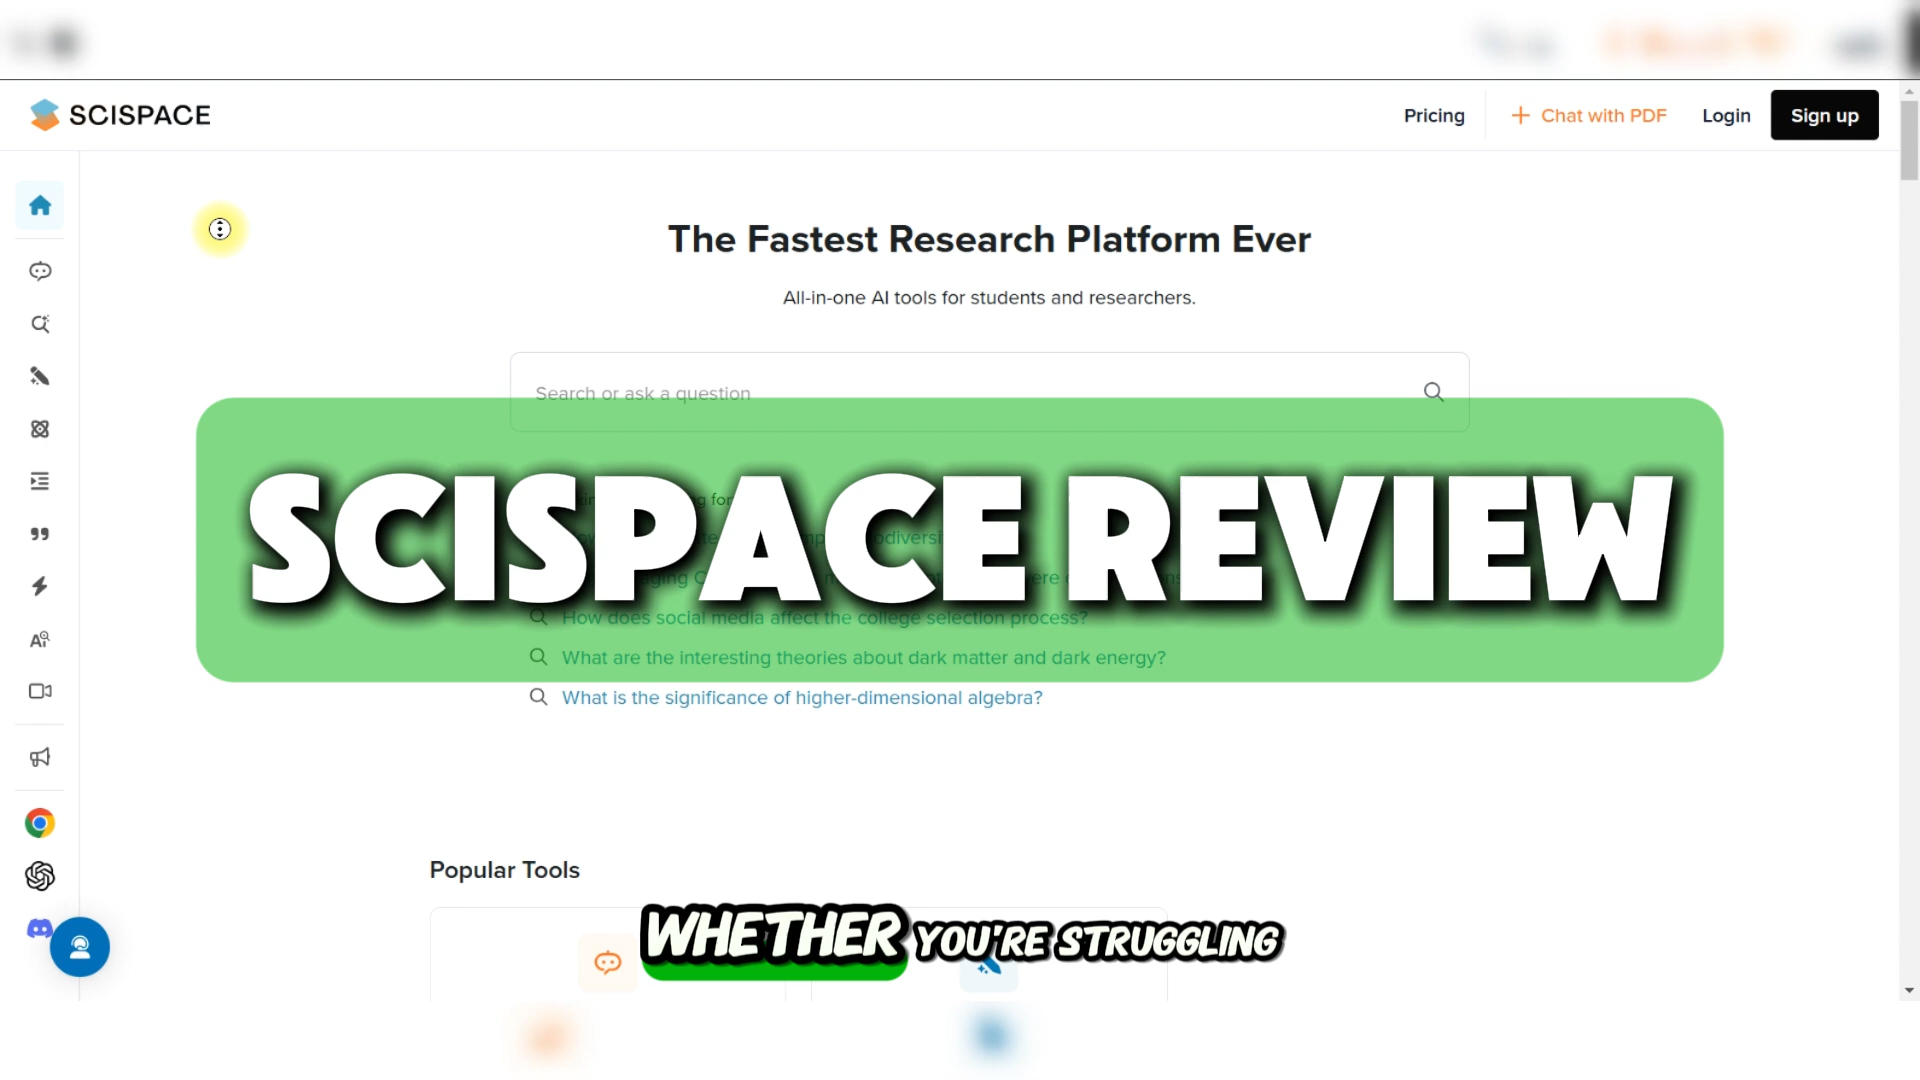 SCISPACE
Pricing
Chat with PDF
Login
Sign up
The Fastest Research Platform Ever
All-in-one AI tools for students and researchers.
Search or ask a question
SCISPACE REVIEW
How does social media affect the college selection process?
What are the interesting theories about dark matter and dark energy?
What is the significance of higher-dimensional algebra?
Popular Tools
WHETHER YOU'RE STRUGGLING